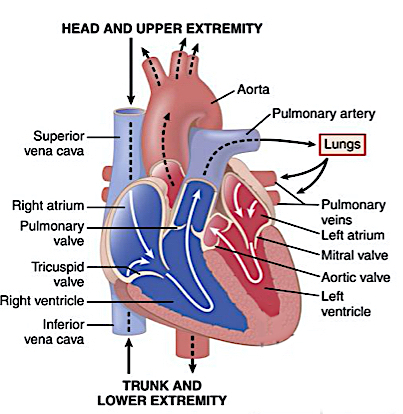 HEAD AND UPPER EXTREMITY
Aorta
Pulmonary artery
Lungs
Superior
vena cava
Right atrium
Pulmonary
valve
Tricuspid
valve
Right ventricle
Inferior
vena cava
Pulmonary
veins
Left atrium
Mitral valve
Aortic valve
Left
ventricle
TRUNK AND
LOWER EXTREMITY